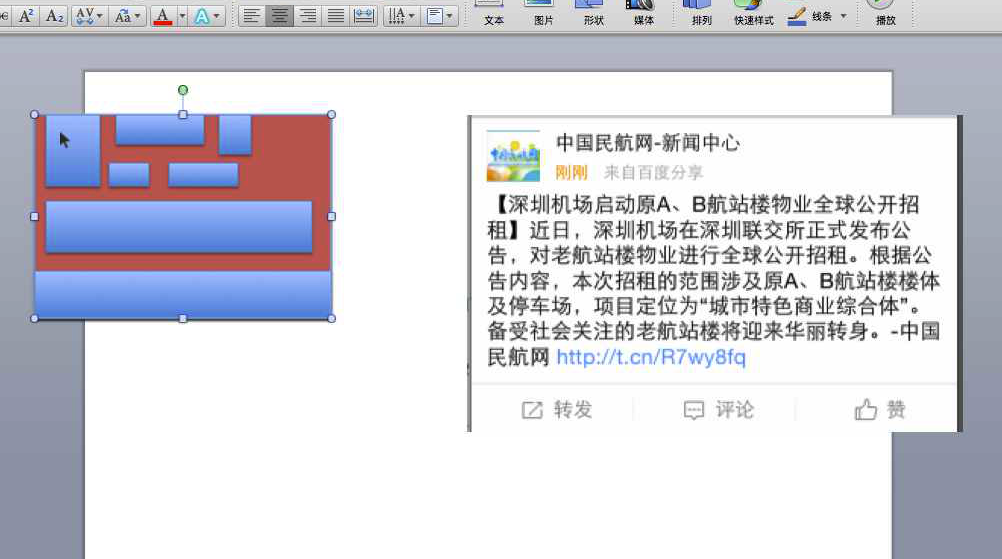 A² A₂ AV Aa A A A
文本 图片 形状 媒体 排列 快速样式 线条 播放
中国民航网-新闻中心
刚刚 来自百度分享
【深圳机场启动原A、B航站楼物业全球公开招
租】近日，深圳机场在深圳联交所正式发布公
告，对老航站楼物业进行全球公开招租。根据公
告内容，本次招租的范围涉及原A、B航站楼楼体
及停车场，项目定位为“城市特色商业综合体”。
备受社会关注的老航站楼将迎来华丽转身。-中国
民航网 http://t.cn/R7wy8fq
转发 评论 赞